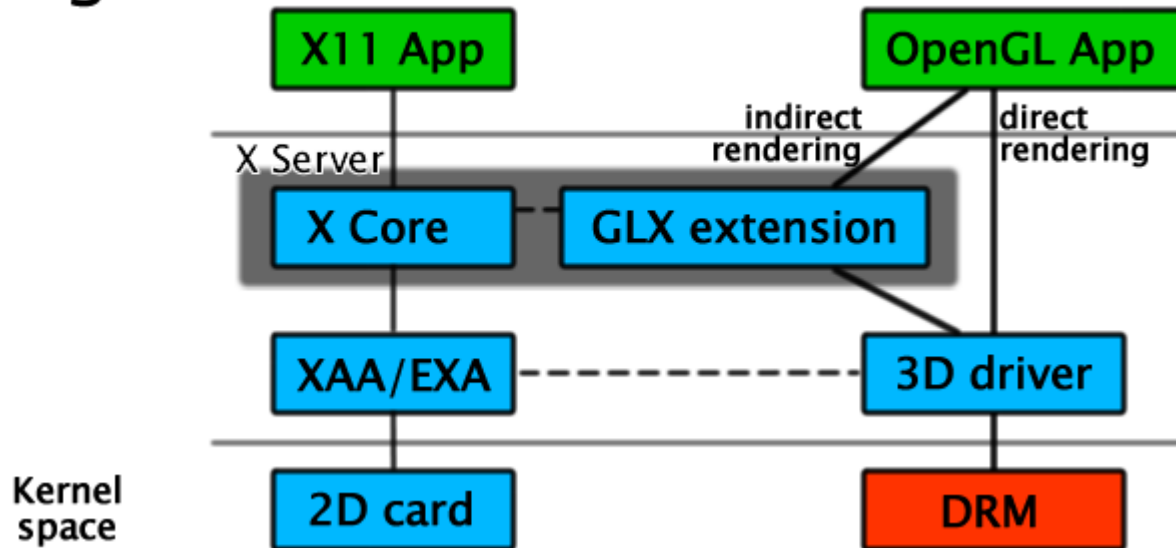 X11 App
OpenGL App
indirect
rendering
direct
rendering
X Server
X Core
GLX extension
XAA/EXA
3D driver
Kernel
space
2D card
DRM